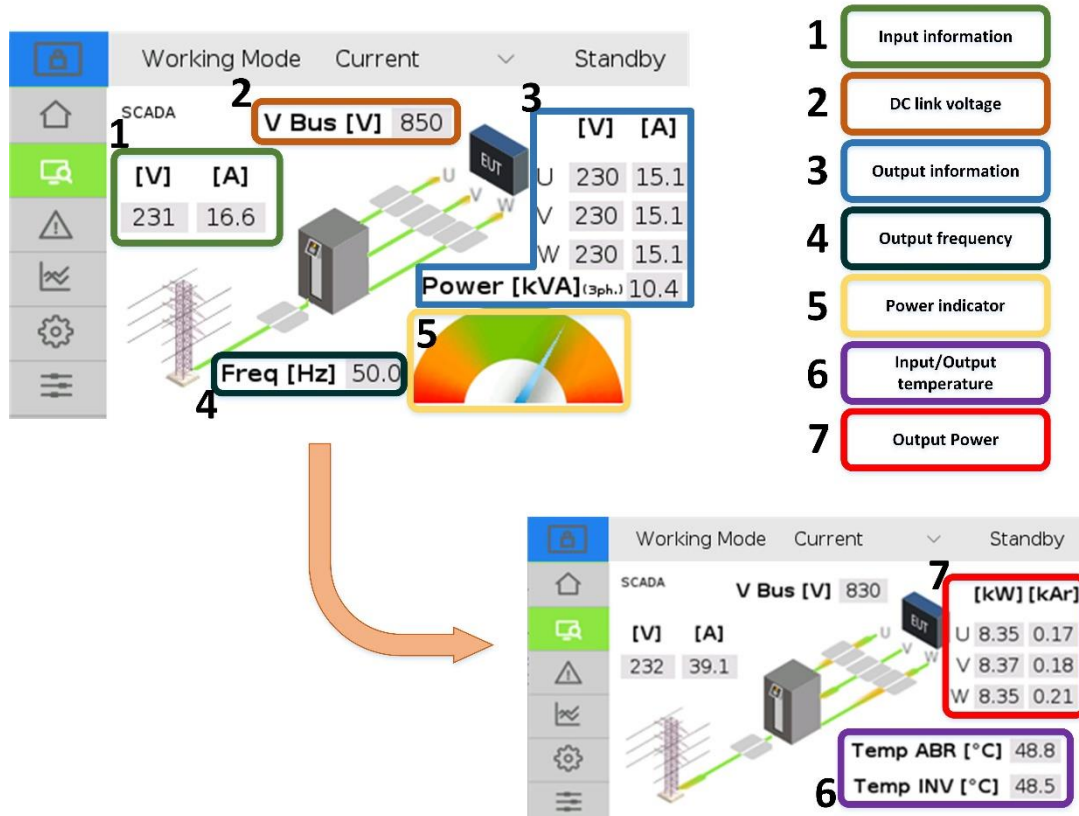 Working Mode Current Standby
SCADA
2
V Bus [V] 850
3
[V] [A]
1
[V] [A]
231 16.6
EUT
U
V
W
U 230 15.1
V 230 15.1
W 230 15.1
Power [kVA](3ph.) 10.4
5
Freq [Hz] 50.0
4
1 Input information
2 DC link voltage
3 Output information
4 Output frequency
5 Power indicator
6 Input/Output
temperature
7 Output Power
Working Mode Current Standby
SCADA
V Bus [V] 830
7
[kW] [kAr]
[V] [A]
232 39.1
EUT
U
V
W
U 8.35 0.17
V 8.37 0.18
W 8.35 0.21
Temp ABR [°C] 48.8
Temp INV [°C] 48.5
6